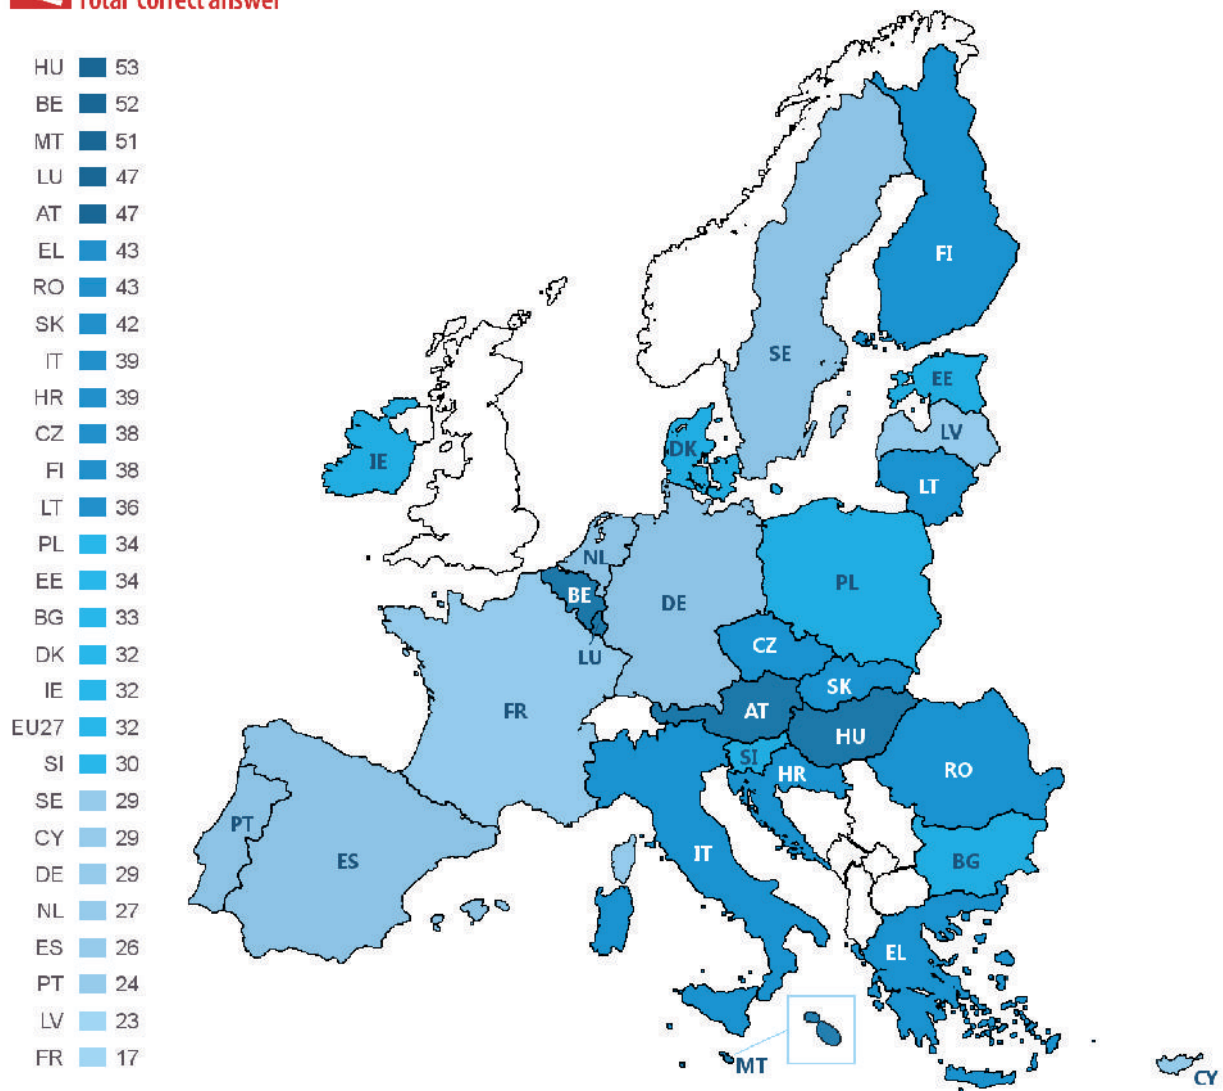 Total 'Correct answer'
HU 53
BE 52
MT 51
LU 47
AT 47
EL 43
RO 43
SK 42
IT 39
HR 39
CZ 38
FI 38
LT 36
PL 34
EE 34
BG 33
DK 32
IE 32
EU27 32
SI 30
SE 29
CY 29
DE 29
NL 27
ES 26
PT 24
LV 23
FR 17
FI
SE
EE
LV
DK
IE
LT
NL
PL
BE
DE
CZ
LU
SK
FR
AT
HU
SI
HR
RO
PT
IT
ES
BG
EL
MT
CY